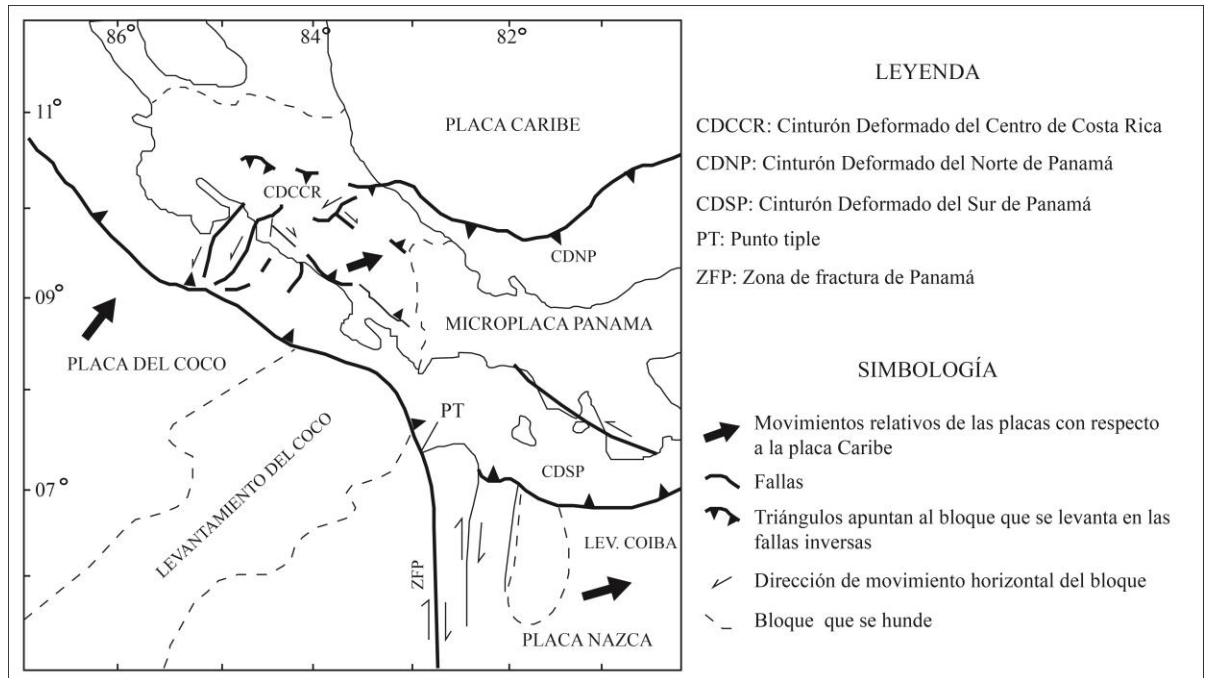 86° 84° 82°
11°
09°
07°
PLACA CARIBE
CDCCR
CDNP
MICROPLACA PANAMA
PLACA DEL COCO
PT
LEVANTAMIENTO DEL COCO
CDSP
LEV. COIBA
ZFP
PLACA NAZCA
LEYENDA
CDCCR: Cinturón Deformado del Centro de Costa Rica
CDNP: Cinturón Deformado del Norte de Panamá
CDSP: Cinturón Deformado del Sur de Panamá
PT: Punto tiple
ZFP: Zona de fractura de Panamá
SIMBOLOGÍA
Movimientos relativos de las placas con respecto
a la placa Caribe
Fallas
Triángulos apuntan al bloque que se levanta en las
fallas inversas
Dirección de movimiento horizontal del bloque
Bloque que se hunde